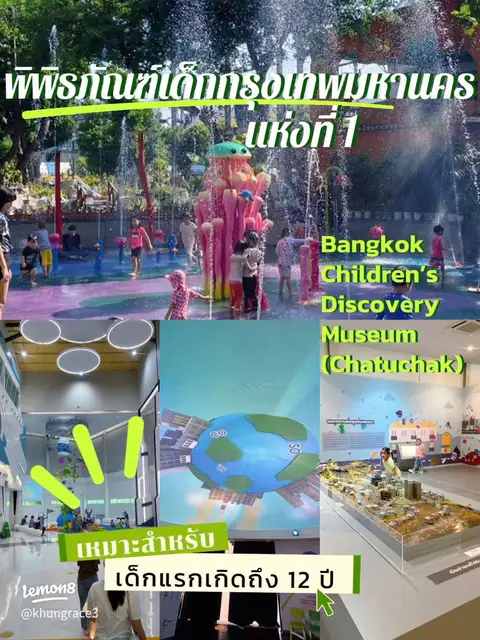 พิพิธภัณฑ์เด็กกรุงเทพมหานคร
แห่งที่ 1
Bangkok
Children's
Discovery
Museum
(Chatuchak)
เหมาะสำหรับ
เด็กแรกเกิดถึง 12 ปี
lemon8
@khungrace3